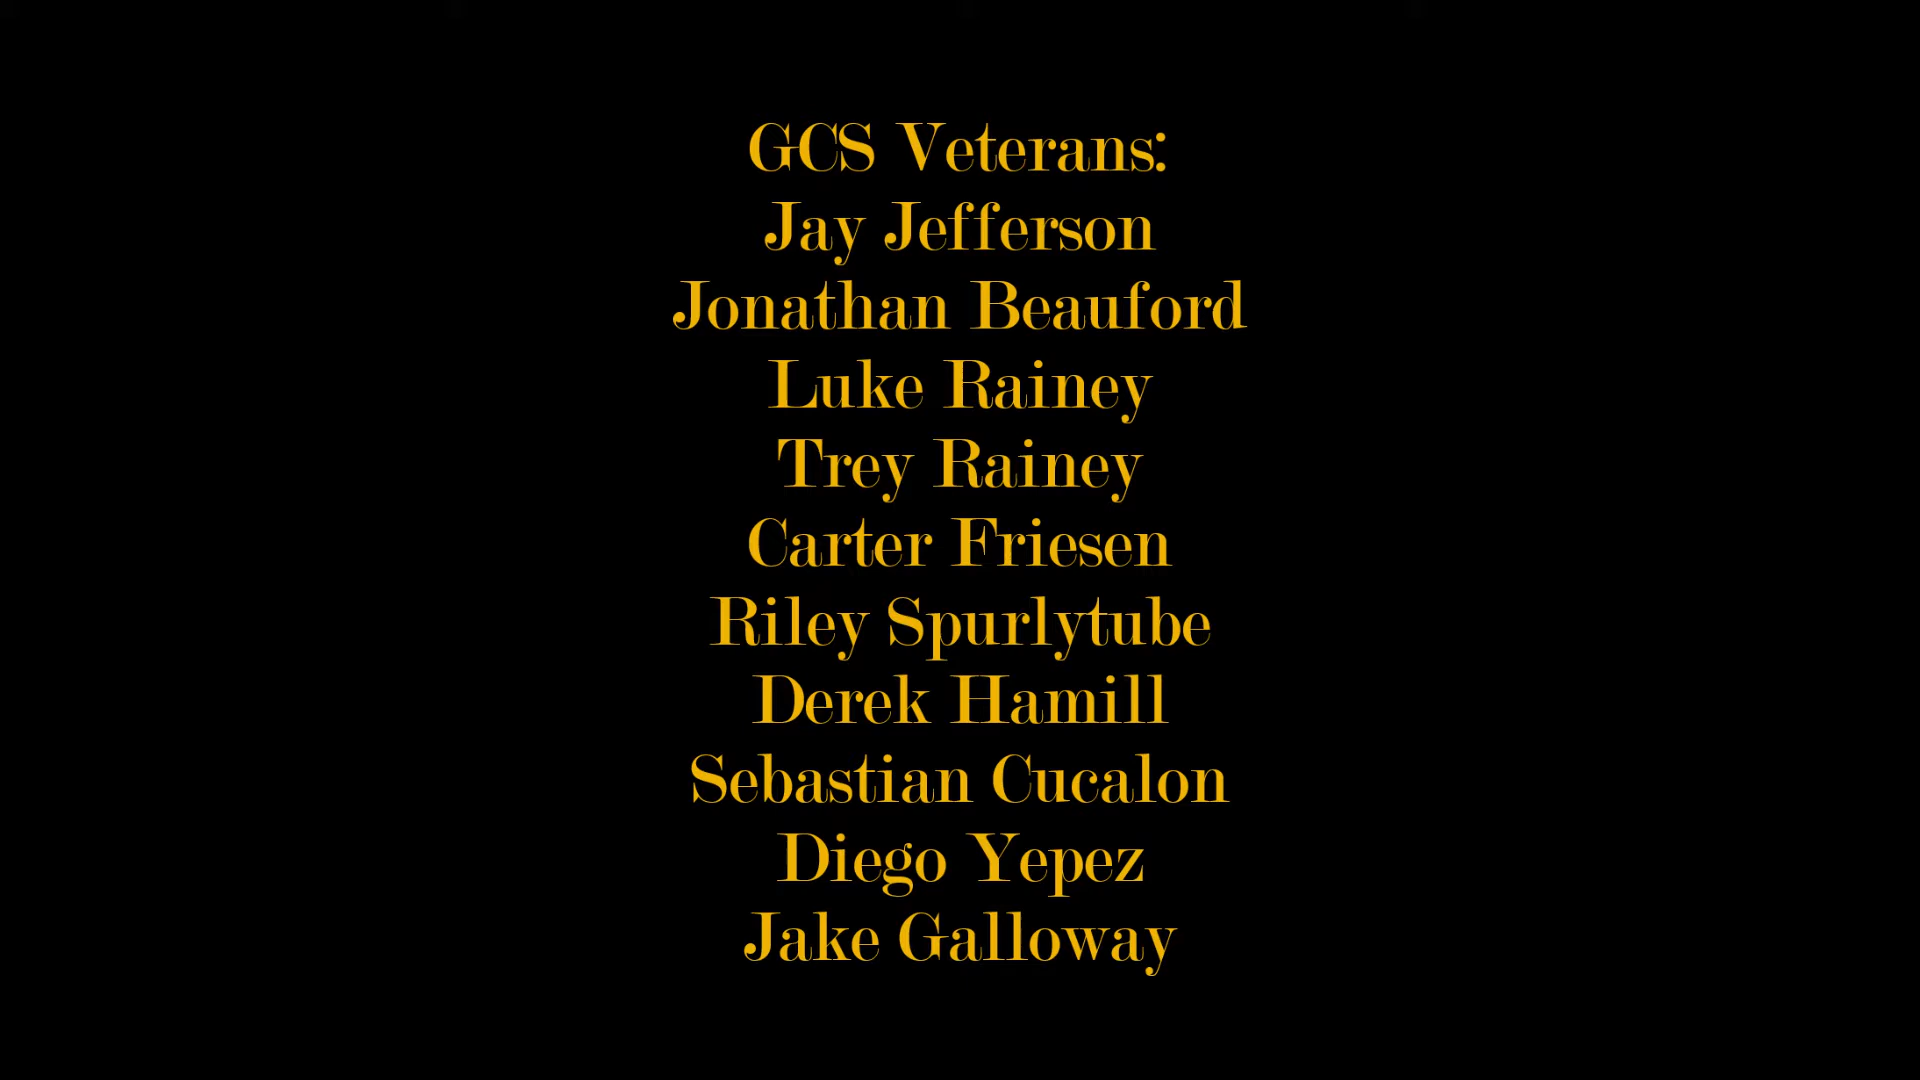 GCS Veterans:
Jay Jefferson
Jonathan Beauford
Luke Rainey
Trey Rainey
Carter Friesen
Riley Spurlytube
Derek Hamill
Sebastian Cucalon
Diego Yepez
Jake Galloway